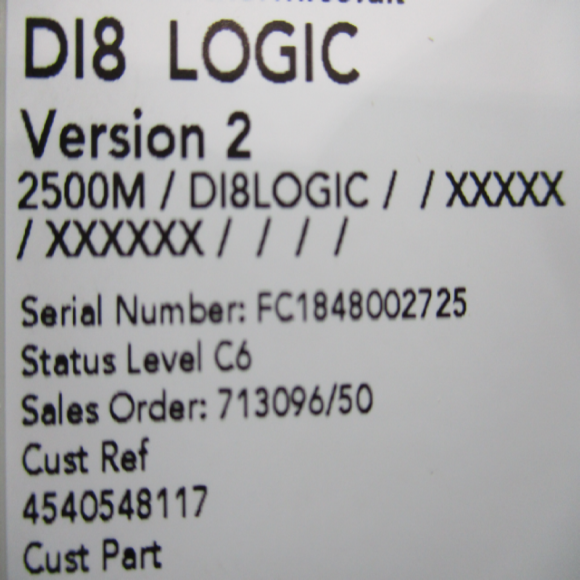 DI8 LOGIC
Version 2
2500M / DI8LOGIC / / XXXXX
/ XXXXXX / / / /
Serial Number: FC1848002725
Status Level C6
Sales Order: 713096/50
Cust Ref
4540548117
Cust Part